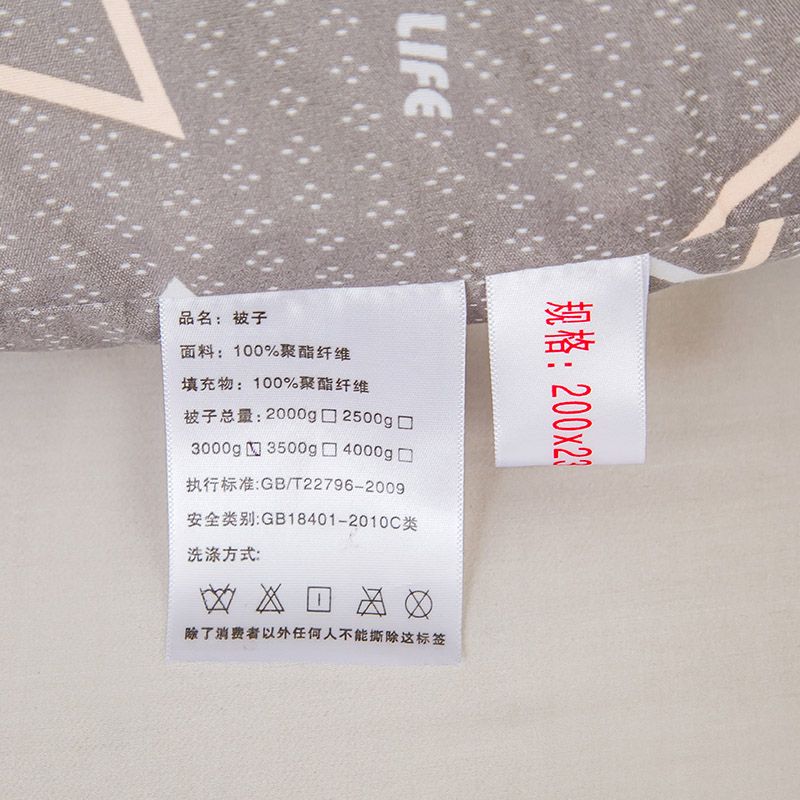 LIFE
品名：被子
面料：100%聚酯纤维
填充物：100%聚酯纤维
被子总量:2000g□ 2500g□
3000g☑ 3500g□ 4000g□
执行标准:GB/T22796-2009
安全类别:GB18401-2010C类
洗涤方式:
除了消费者以外任何人不能撕除这标签
规格：200x23